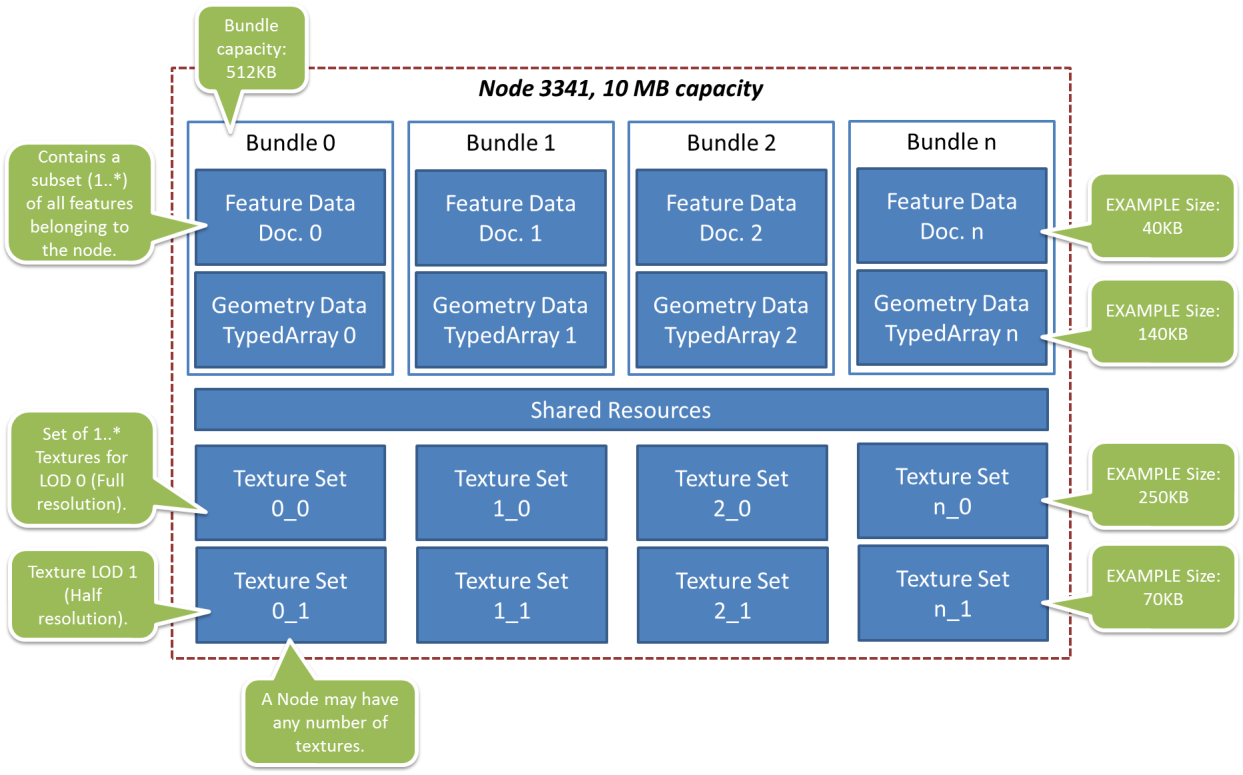 Bundle
capacity:
512KB
Node 3341, 10 MB capacity
Contains a
subset (1..*)
of all features
belonging to
the node.
Bundle 0
Feature Data
Doc. 0
Geometry Data
TypedArray 0
Bundle 1
Feature Data
Doc. 1
Geometry Data
TypedArray 1
Bundle 2
Feature Data
Doc. 2
Geometry Data
TypedArray 2
Bundle n
Feature Data
Doc. n
Geometry Data
TypedArray n
EXAMPLE Size:
40KB
EXAMPLE Size:
140KB
Shared Resources
Set of 1..*
Textures for
LOD 0 (Full
resolution).
Texture Set
0_0
Texture Set
1_0
Texture Set
2_0
Texture Set
n_0
EXAMPLE Size:
250KB
Texture LOD 1
(Half
resolution).
Texture Set
0_1
Texture Set
1_1
Texture Set
2_1
Texture Set
n_1
EXAMPLE Size:
70KB
A Node may have
any number of
textures.